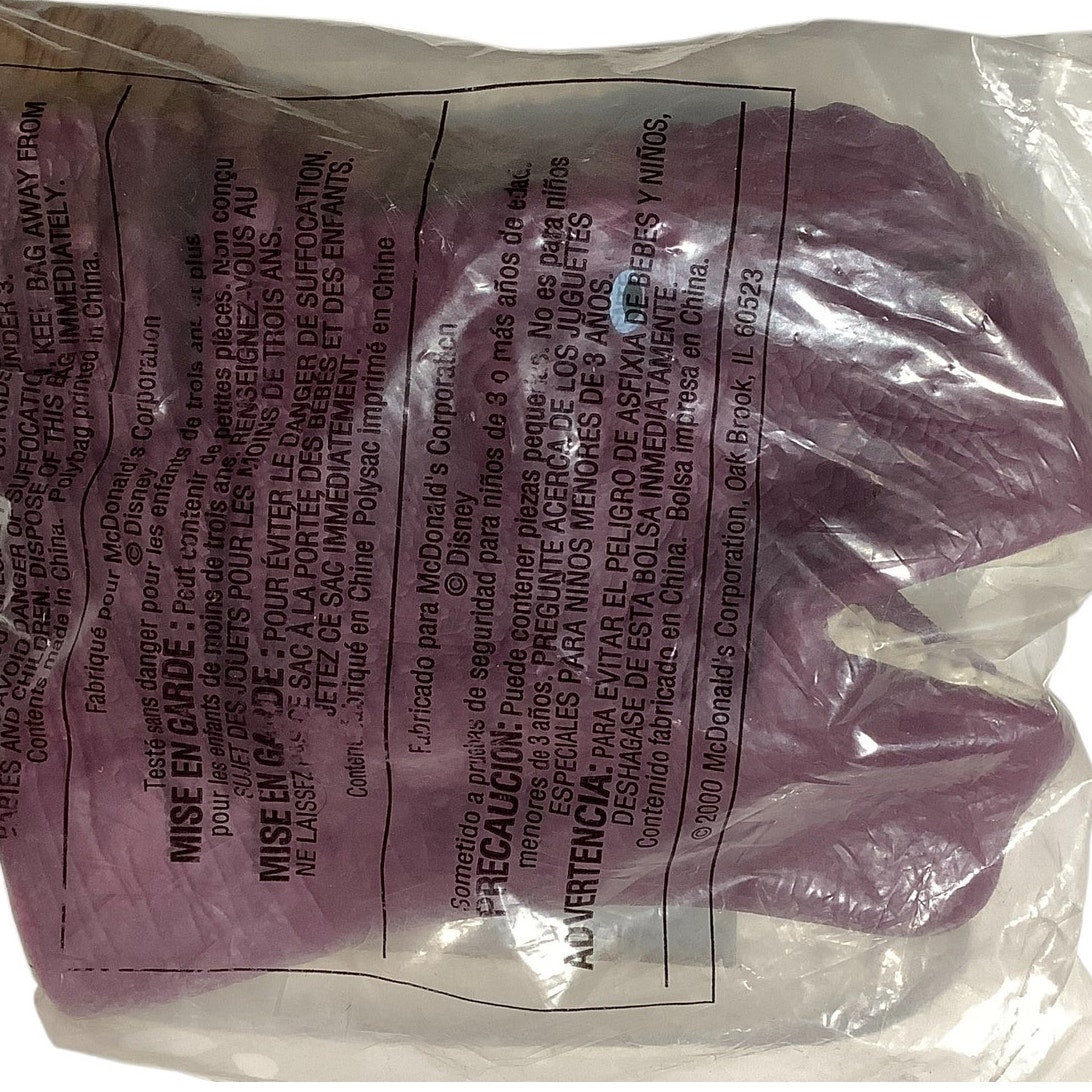 UNDER 3.
AND AVOID DANGER OF SUFFOCATION, KEEP BAG AWAY FROM
BABIES AND CHILDREN. DISPOSE OF THIS BAG IMMEDIATELY.
Contents made in China. Polybag printed in China.
Fabriqué pour McDonald's Corporation
© Disney
Testé sans danger pour les enfants de trois ans et plus
MISE EN GARDE : Peut contenir de petites pièces. Non conçu
pour les enfants de moins de trois ans. RENSEIGNEZ-VOUS AU
SUJET DES JOUETS POUR LES MOINS DE TROIS ANS.
MISE EN GARDE : POUR ÉVITER LE DANGER DE SUFFOCATION,
NE LAISSEZ PAS CE SAC À LA PORTÉE DES BÉBÉS ET DES ENFANTS.
JETEZ CE SAC IMMÉDIATEMENT.
Contenu fabriqué en Chine Polysac imprimé en Chine
Fabricado para McDonald's Corporation
© Disney
Sometido a pruebas de seguridad para niños de 3 o más años de edad.
PRECAUCION: Puede contener piezas pequeñas. No es para niños
menores de 3 años. PREGUNTE ACERCA DE LOS JUGUETES
ESPECIALES PARA NIÑOS MENORES DE 3 AÑOS.
ADVERTENCIA: PARA EVITAR EL PELIGRO DE ASFIXIA DE BEBES Y NIÑOS,
DESHAGASE DE ESTA BOLSA INMEDIATAMENTE.
Contenido fabricado en China. Bolsa impresa en China.
© 2000 McDonald's Corporation, Oak Brook, IL 60523